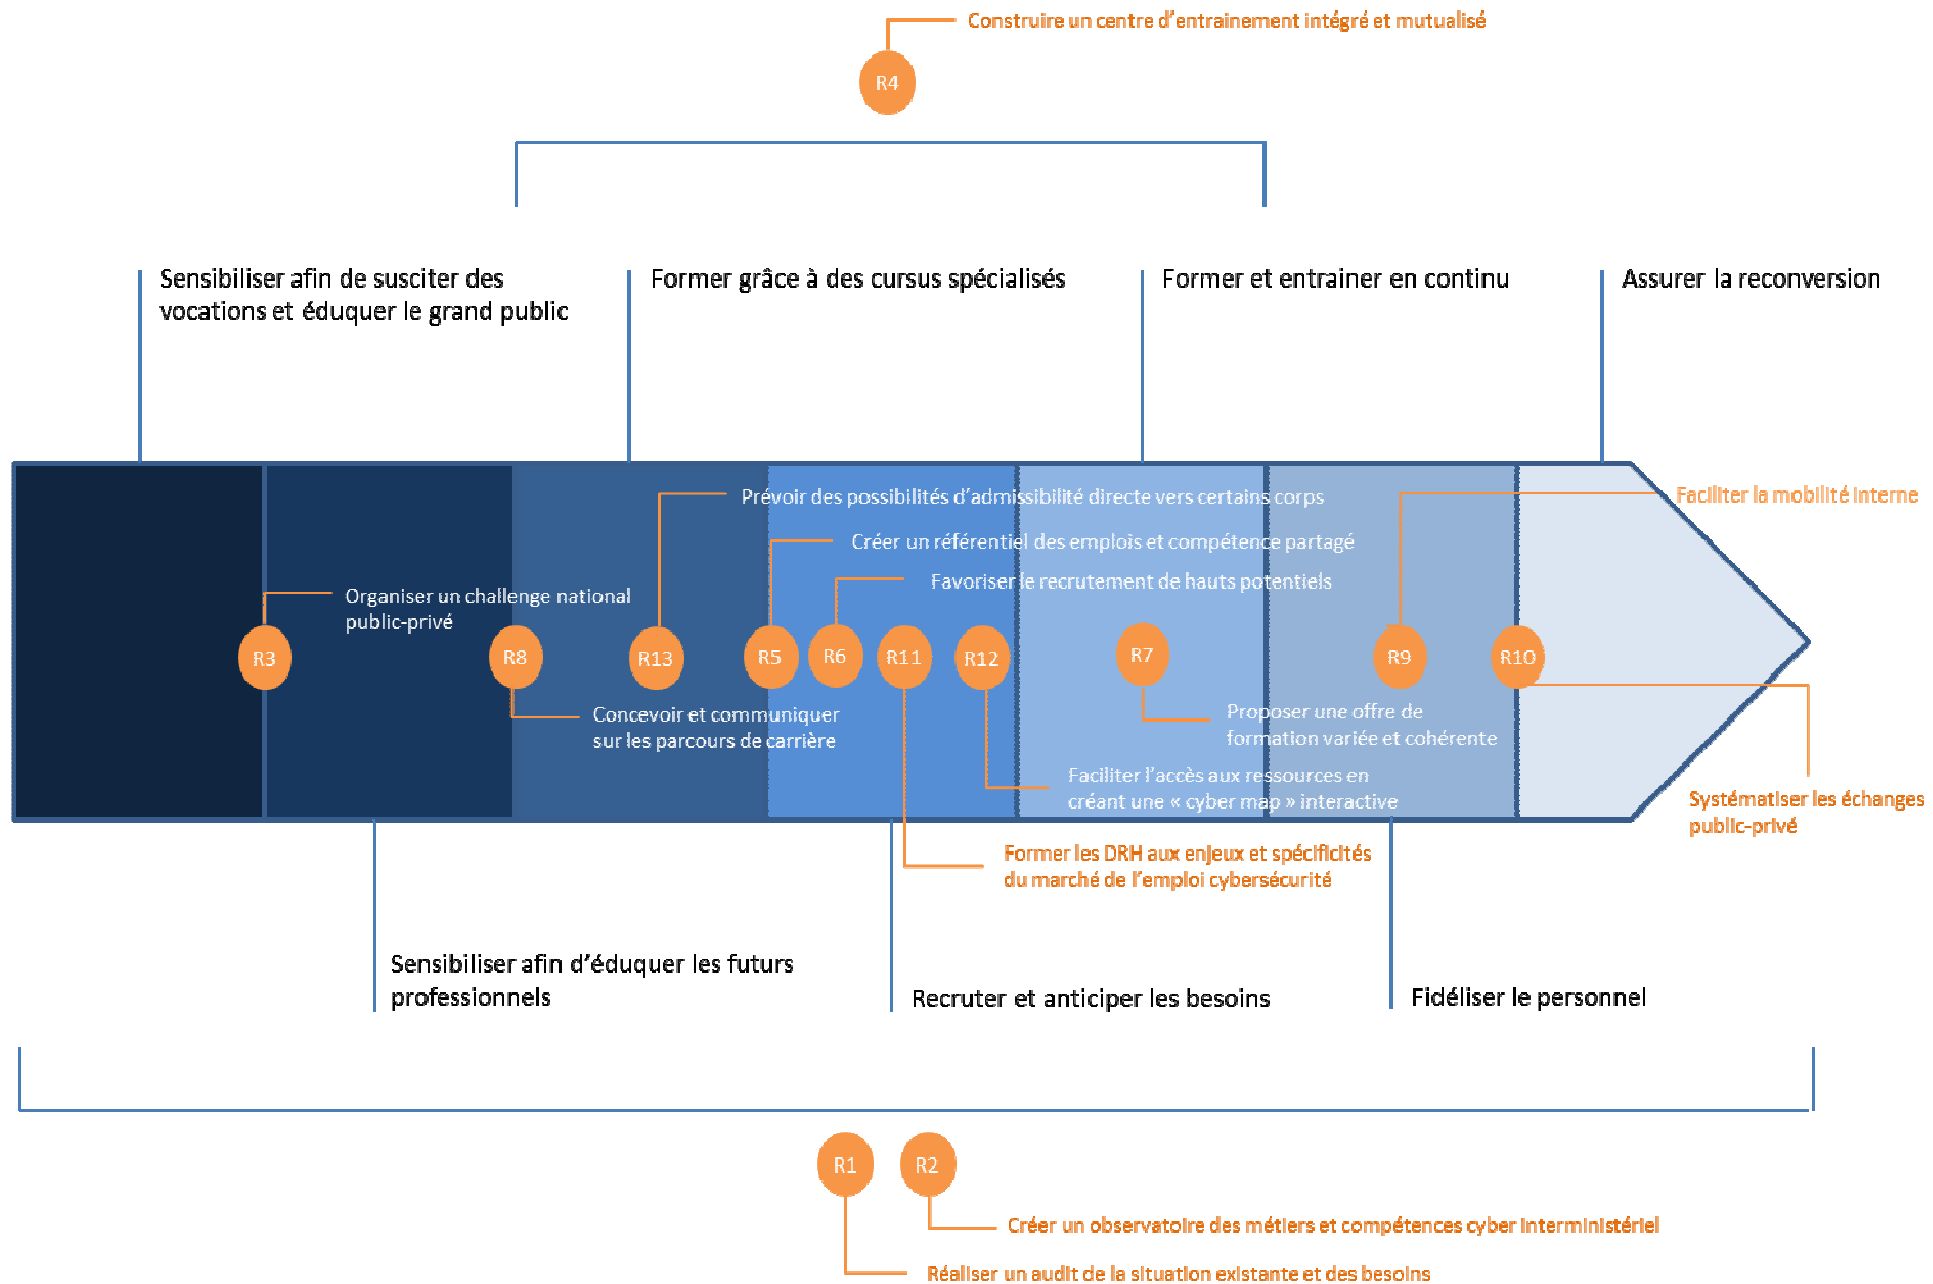 Construire un centre d'entrainement intégré et mutualisé
R4
Sensibiliser afin de susciter des
vocations et éduquer le grand public
Former grâce à des cursus spécialisés
Former et entrainer en continu
Assurer la reconversion
Prévoir des possibilités d'admissibilité directe vers certains corps
Faciliter la mobilité interne
Créer un référentiel des emplois et compétence partagé
Favoriser le recrutement de hauts potentiels
Organiser un challenge national
public-privé
R3
R8
R13
R5
R6
R11
R12
R7
R9
R10
Concevoir et communiquer
sur les parcours de carrière
Proposer une offre de
formation variée et cohérente
Faciliter l'accès aux ressources en
créant une « cyber map » interactive
Systématiser les échanges
public-privé
Former les DRH aux enjeux et spécificités
du marché de l'emploi cybersécurité
Sensibiliser afin d'éduquer les futurs
professionnels
Recruter et anticiper les besoins
Fidéliser le personnel
R1
R2
Créer un observatoire des métiers et compétences cyber interministériel
Réaliser un audit de la situation existante et des besoins